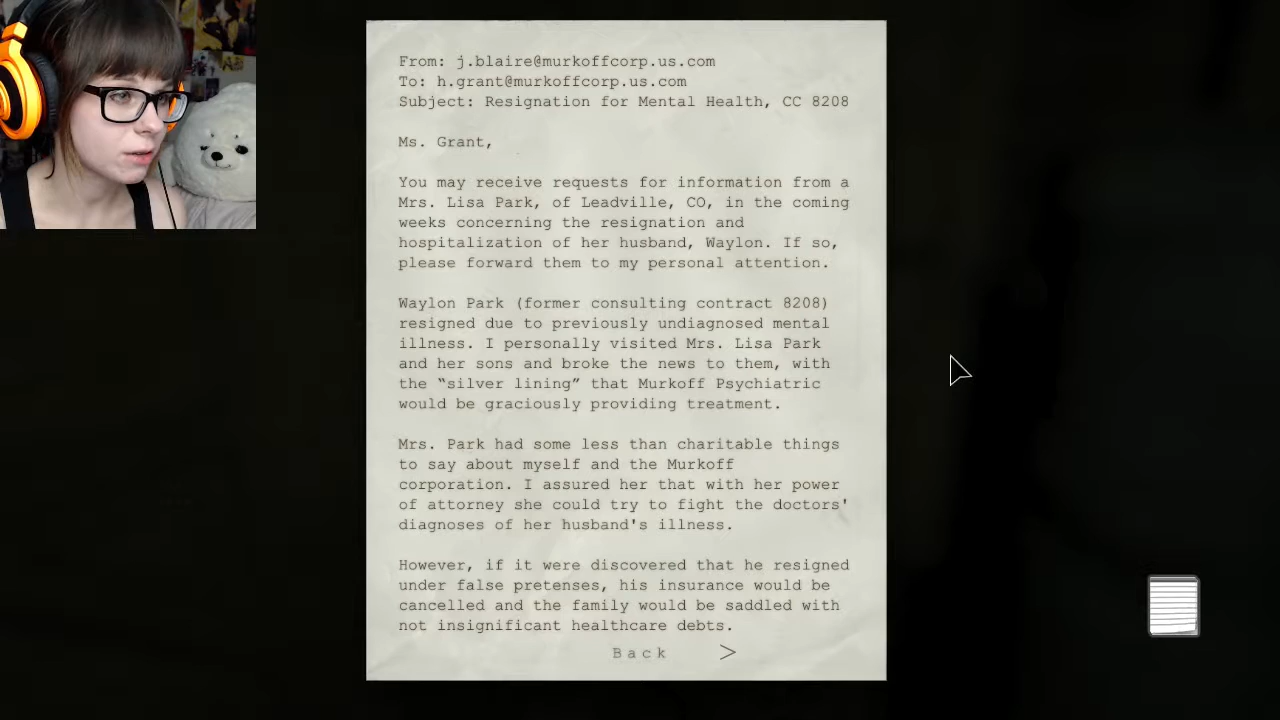 From: j.blaire@murkoffcorp.us.com
To: h.grant@murkoffcorp.us.com
Subject: Resignation for Mental Health, CC 8208
Ms. Grant,
You may receive requests for information from a
Mrs. Lisa Park, of Leadville, CO, in the coming
weeks concerning the resignation and
hospitalization of her husband, Waylon. If so,
please forward them to my personal attention.
Waylon Park (former consulting contract 8208)
resigned due to previously undiagnosed mental
illness. I personally visited Mrs. Lisa Park
and her sons and broke the news to them, with
the “silver lining” that Murkoff Psychiatric
would be graciously providing treatment.
Mrs. Park had some less than charitable things
to say about myself and the Murkoff
corporation. I assured her that with her power
of attorney she could try to fight the doctors'
diagnoses of her husband's illness.
However, if it were discovered that he resigned
under false pretenses, his insurance would be
cancelled and the family would be saddled with
not insignificant healthcare debts.
Back >